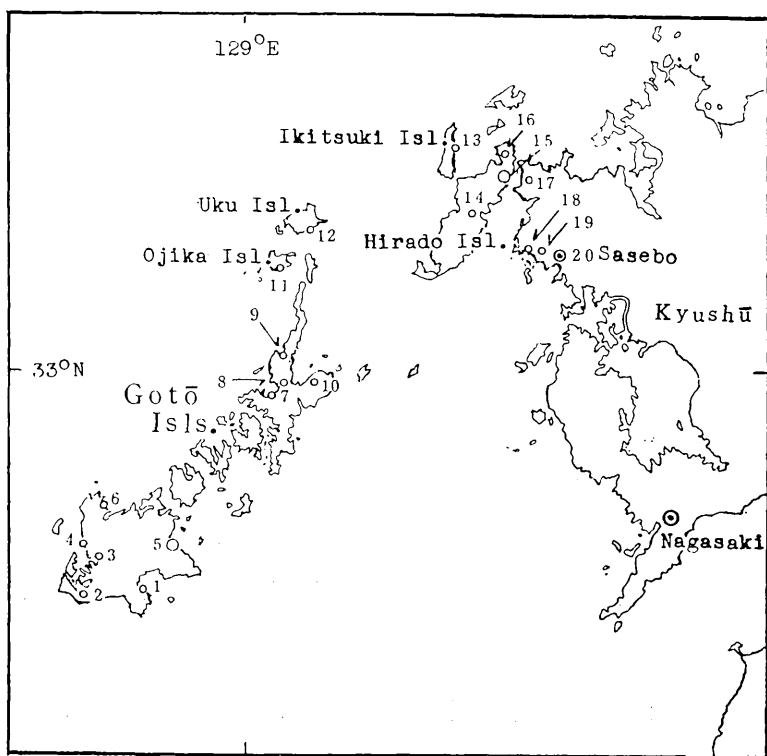 129°E
16
Ikitsuki Isl.
13
15
17
14
18
Uku Isl.
19
12
Hirado Isl.
Ojika Isl.
20 Sasebo
11
Kyushū
9
33°N
8
7
10
Gotō
Isls.
6
4
5
3
Nagasaki
2
1